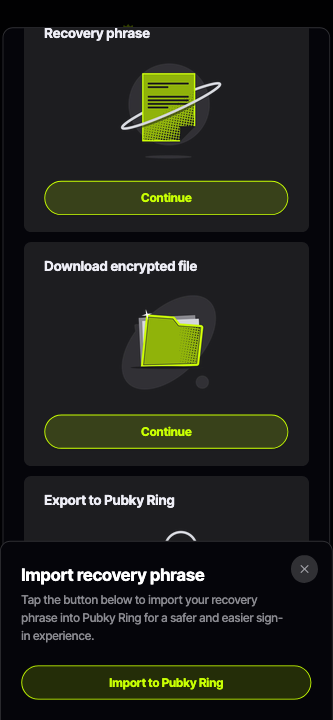 Recovery phrase
Continue
Download encrypted file
Continue
Export to Pubky Ring
Import recovery phrase
Tap the button below to import your recovery
phrase into Pubky Ring for a safer and easier sign-
in experience.
Import to Pubky Ring